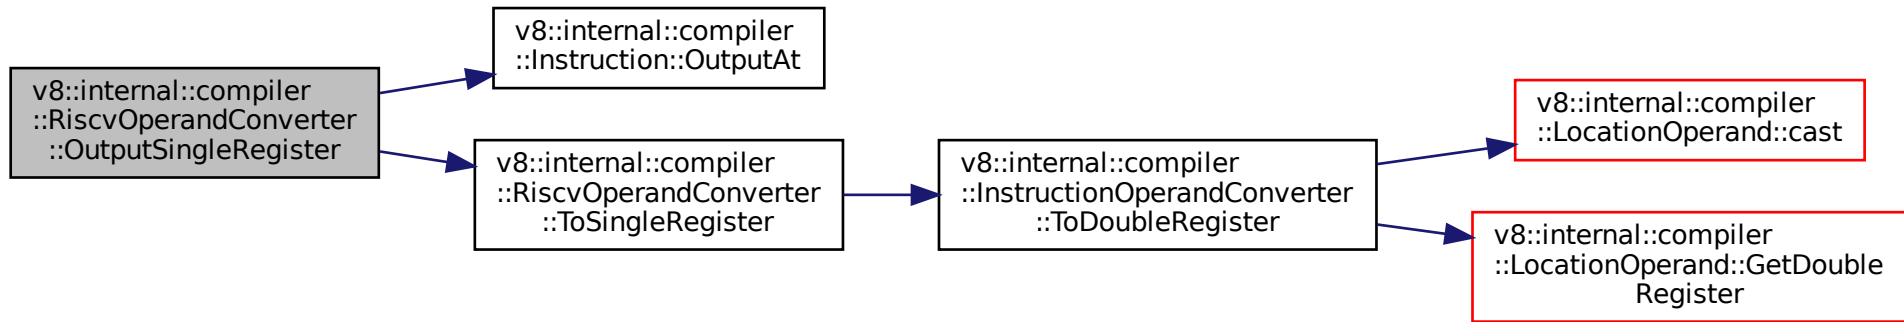 v8::internal::compiler
::RiscvOperandConverter
::OutputSingleRegister
v8::internal::compiler
::Instruction::OutputAt
v8::internal::compiler
::RiscvOperandConverter
::ToSingleRegister
v8::internal::compiler
::InstructionOperandConverter
::ToDoubleRegister
v8::internal::compiler
::LocationOperand::cast
v8::internal::compiler
::LocationOperand::GetDouble
Register